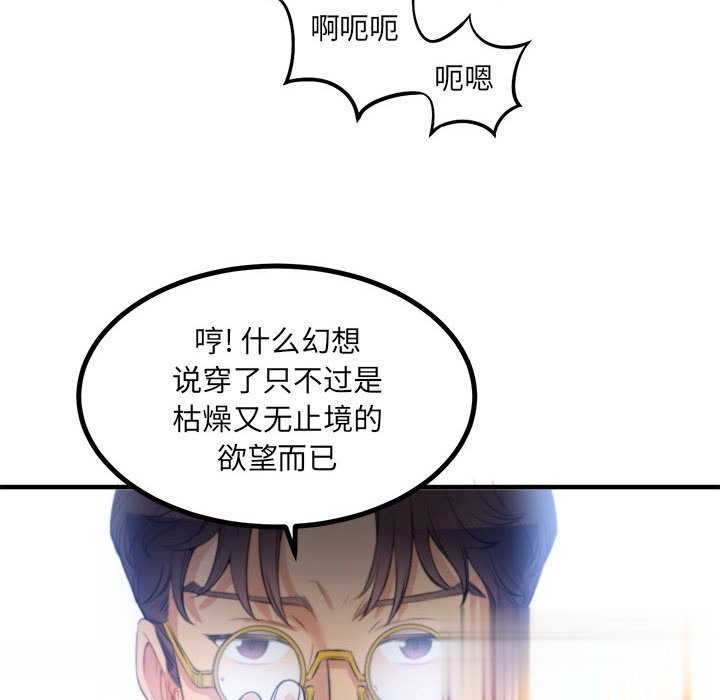 啊呃呃
呃嗯
哼! 什么幻想
说穿了只不过是
枯燥又无止境的
欲望而已